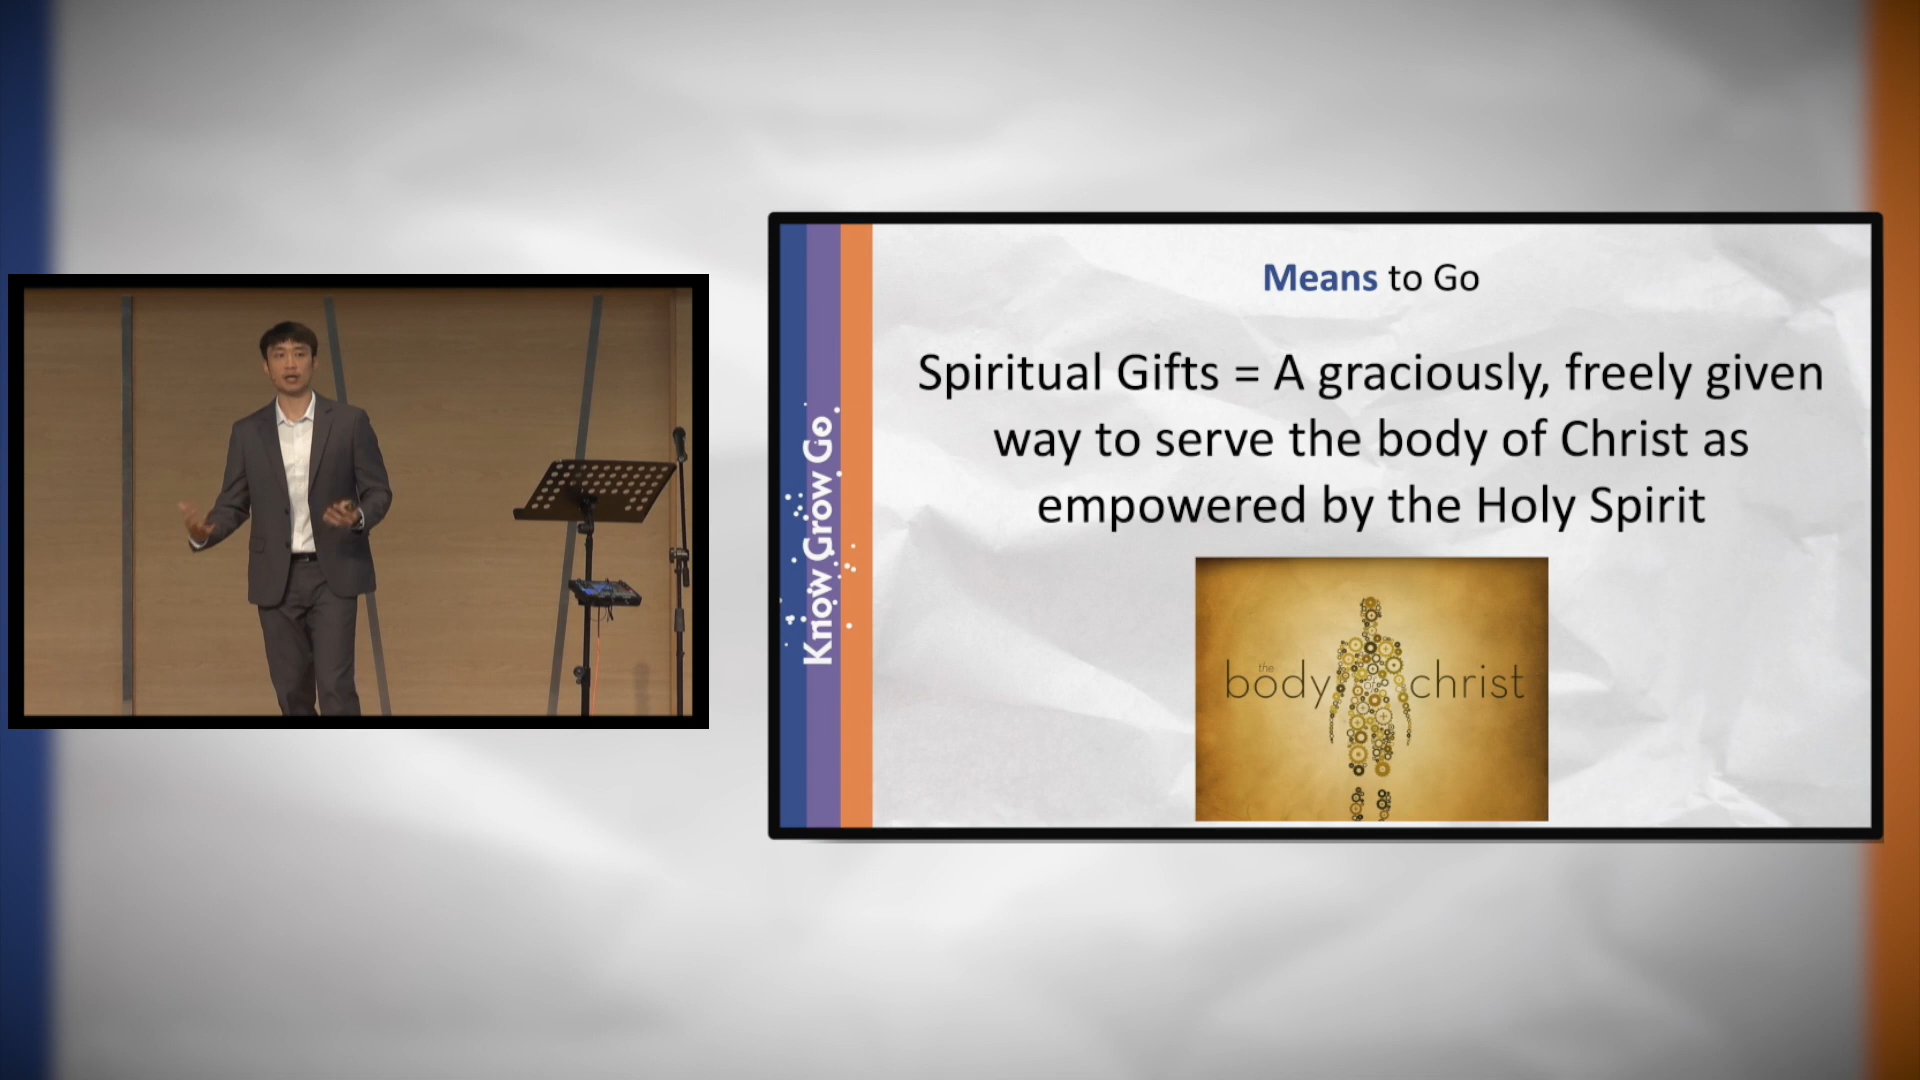 Means to Go
Spiritual Gifts = A graciously, freely given
way to serve the body of Christ as
empowered by the Holy Spirit
Know Grow Go
the
body of christ